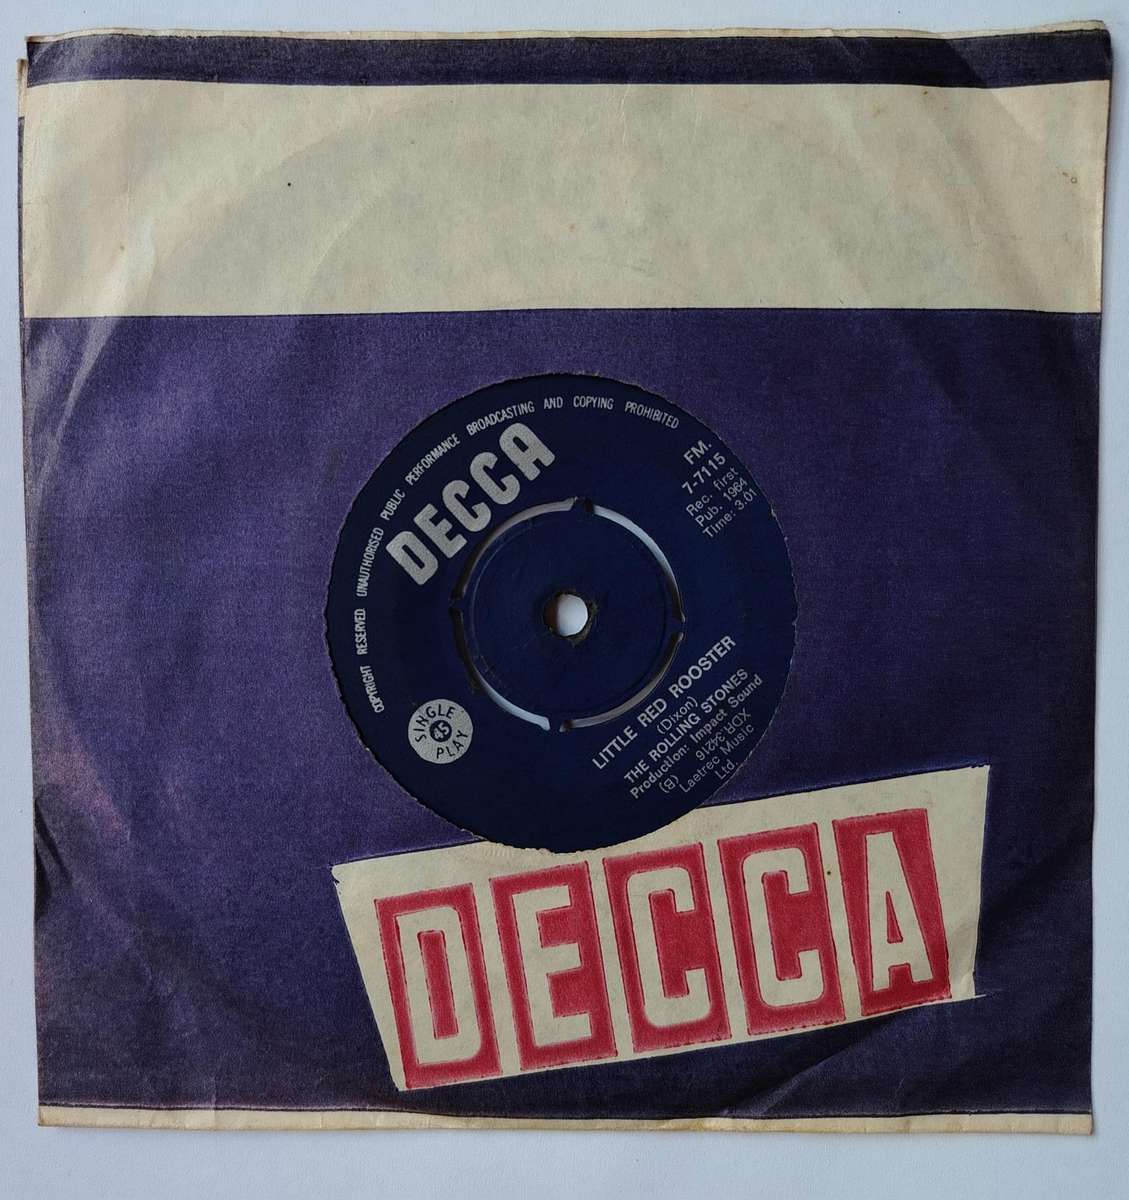 COPYRIGHT RESERVED UNAUTHORISED PUBLIC PERFORMANCE BROADCASTING AND COPYING PROHIBITED
DECCA
FM.
7-7115
Rec. first
Pub. 1964
Time: 3.01
SINGLE
45
PLAY
LITTLE RED ROOSTER
(Dixon)
THE ROLLING STONES
Production: Impact Sound
(B) XDR.34216
Laetrec Music
Ltd.
DECCA